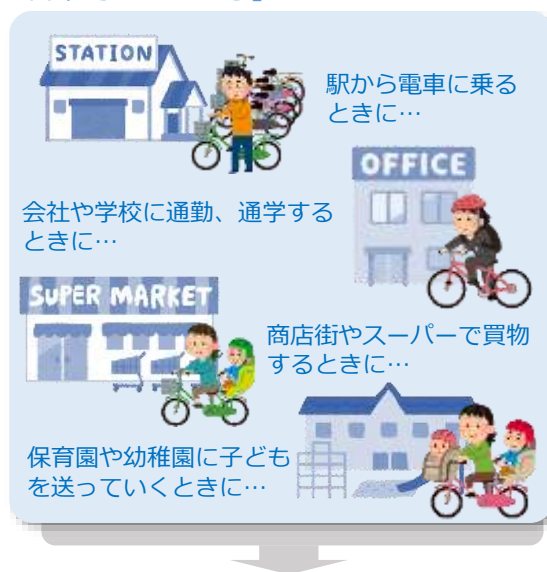 STATION
駅から電車に乗る
ときに…
OFFICE
会社や学校に通勤、通学する
ときに…
SUPER MARKET
商店街やスーパーで買物
するときに…
保育園や幼稚園に子ども
を送っていくときに…